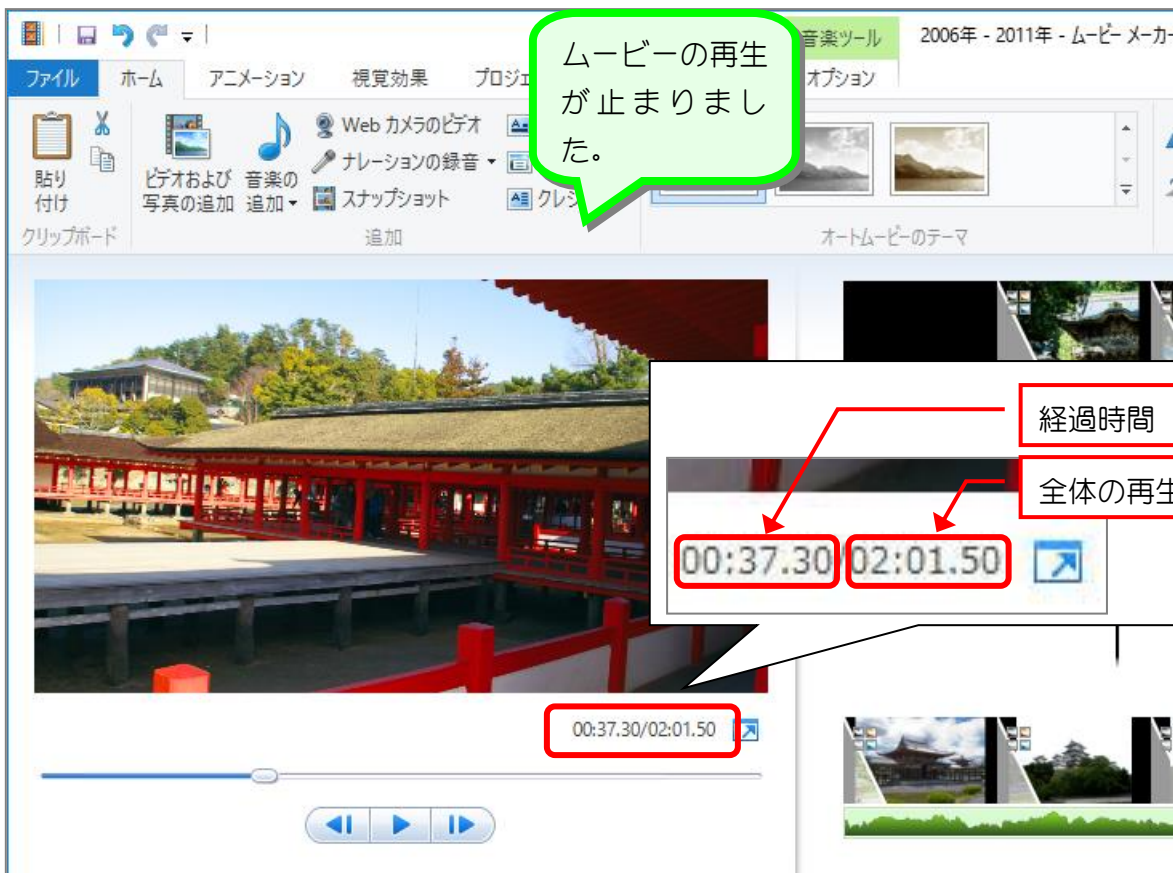 音楽ツール
2006年 - 2011年 - ムービー メーカー
ファイル
ホーム
アニメーション
視覚効果
プロジェ
オプション
ムービーの再生
が止まりまし
た。
貼り
付け
ビデオおよび
写真の追加
音楽の
追加
Web カメラのビデオ
ナレーションの録音
スナップショット
クレジ
クリップボード
追加
オートムービーのテーマ
経過時間
全体の再生
00:37.30/02:01.50
00:37.30/02:01.50